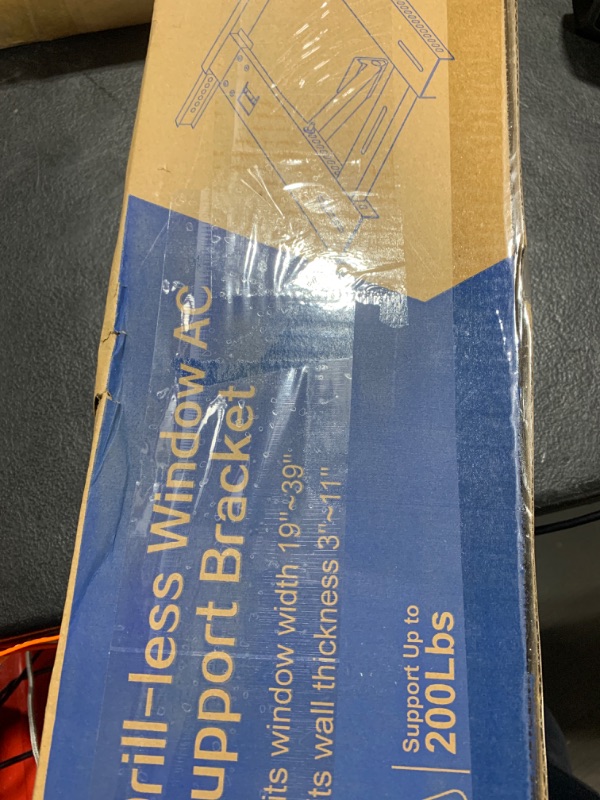 rill-less Window AC
upport Bracket
its window width 19"~39"
ts wall thickness 3"~11"
Support Up to
200Lbs